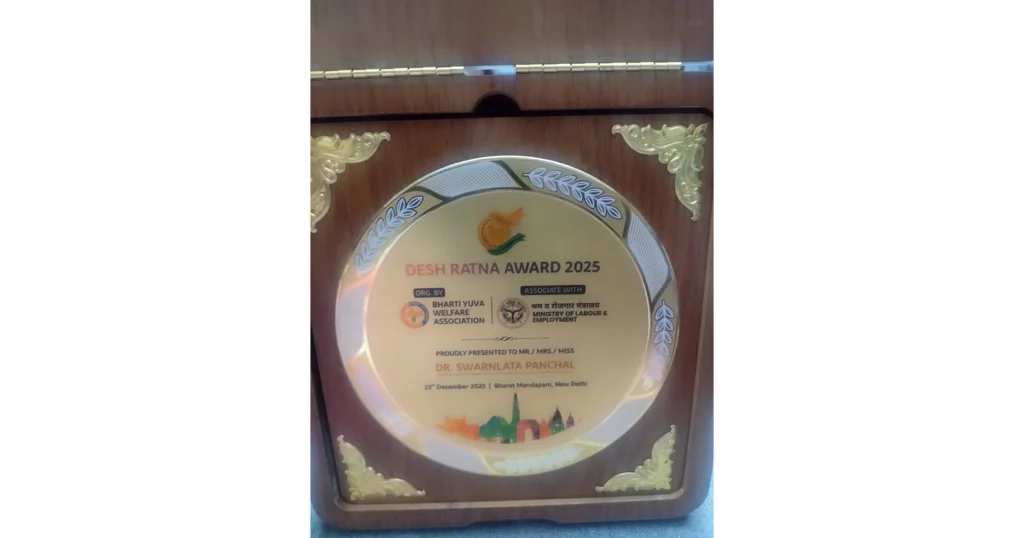 DESH RATNA AWARD 2025
ORG. BY
BHARTI YUVA
WELFARE
ASSOCIATION
ASSOCIATE WITH
श्रम व रोजगार मंत्रालय
MINISTRY OF LABOUR &
EMPLOYMENT
PROUDLY PRESENTED TO MR./ MRS./ MISS
DR. SWARNLATA PANCHAL
25th December 2025 | Bharat Mandapam, New Delhi